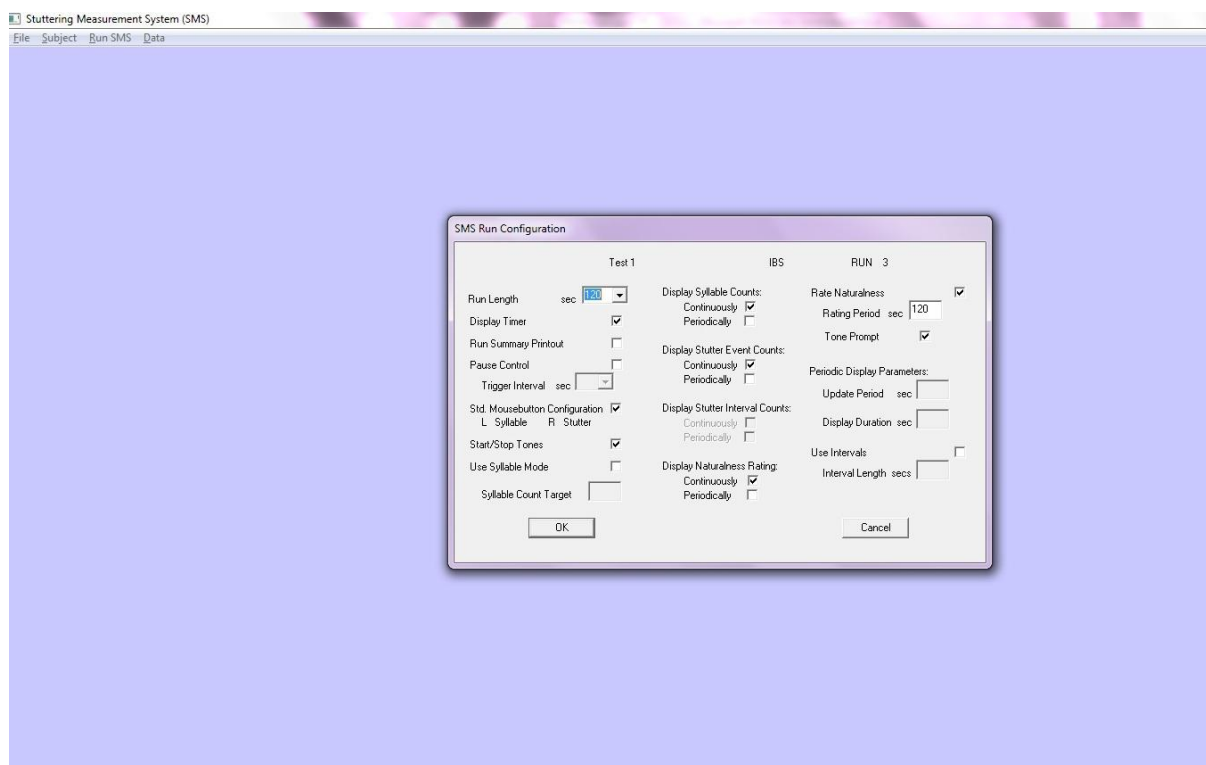 Stuttering Measurement System (SMS)
File Subject Run SMS Data
SMS Run Configuration
Test 1 IBS RUN 3
Run Length sec 120
Display Timer
Run Summary Printout
Pause Control
Trigger Interval sec
Std. Mousebutton Configuration
L Syllable R Stutter
Start/Stop Tones
Use Syllable Mode
Syllable Count Target
OK
Display Syllable Counts:
Continuously
Periodically
Display Stutter Event Counts:
Continuously
Periodically
Display Stutter Interval Counts:
Continuously
Periodically
Display Naturalness Rating:
Continuously
Periodically
Rate Naturalness
Rating Period sec 120
Tone Prompt
Periodic Display Parameters:
Update Period sec
Display Duration sec
Use Intervals
Interval Length secs
Cancel